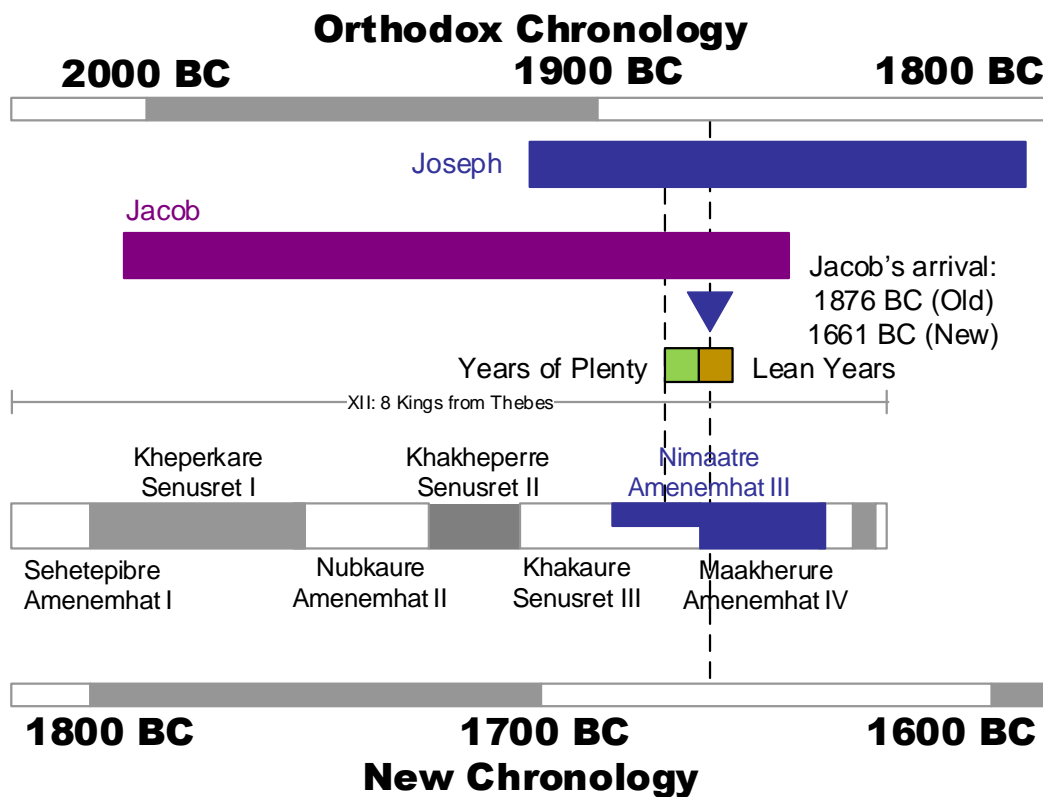 Orthodox Chronology
2000 BC
1900 BC
1800 BC
Joseph
Jacob
Jacob's arrival:
1876 BC (Old)
1661 BC (New)
Years of Plenty
Lean Years
XII: 8 Kings from Thebes
Kheperkare
Senusret I
Khakheperre
Senusret II
Nimaatre
Amenemhat III
Sehetepibre
Amenemhat I
Nubkaure
Amenemhat II
Khakaure
Senusret III
Maakherure
Amenemhat IV
1800 BC
1700 BC
1600 BC
New Chronology